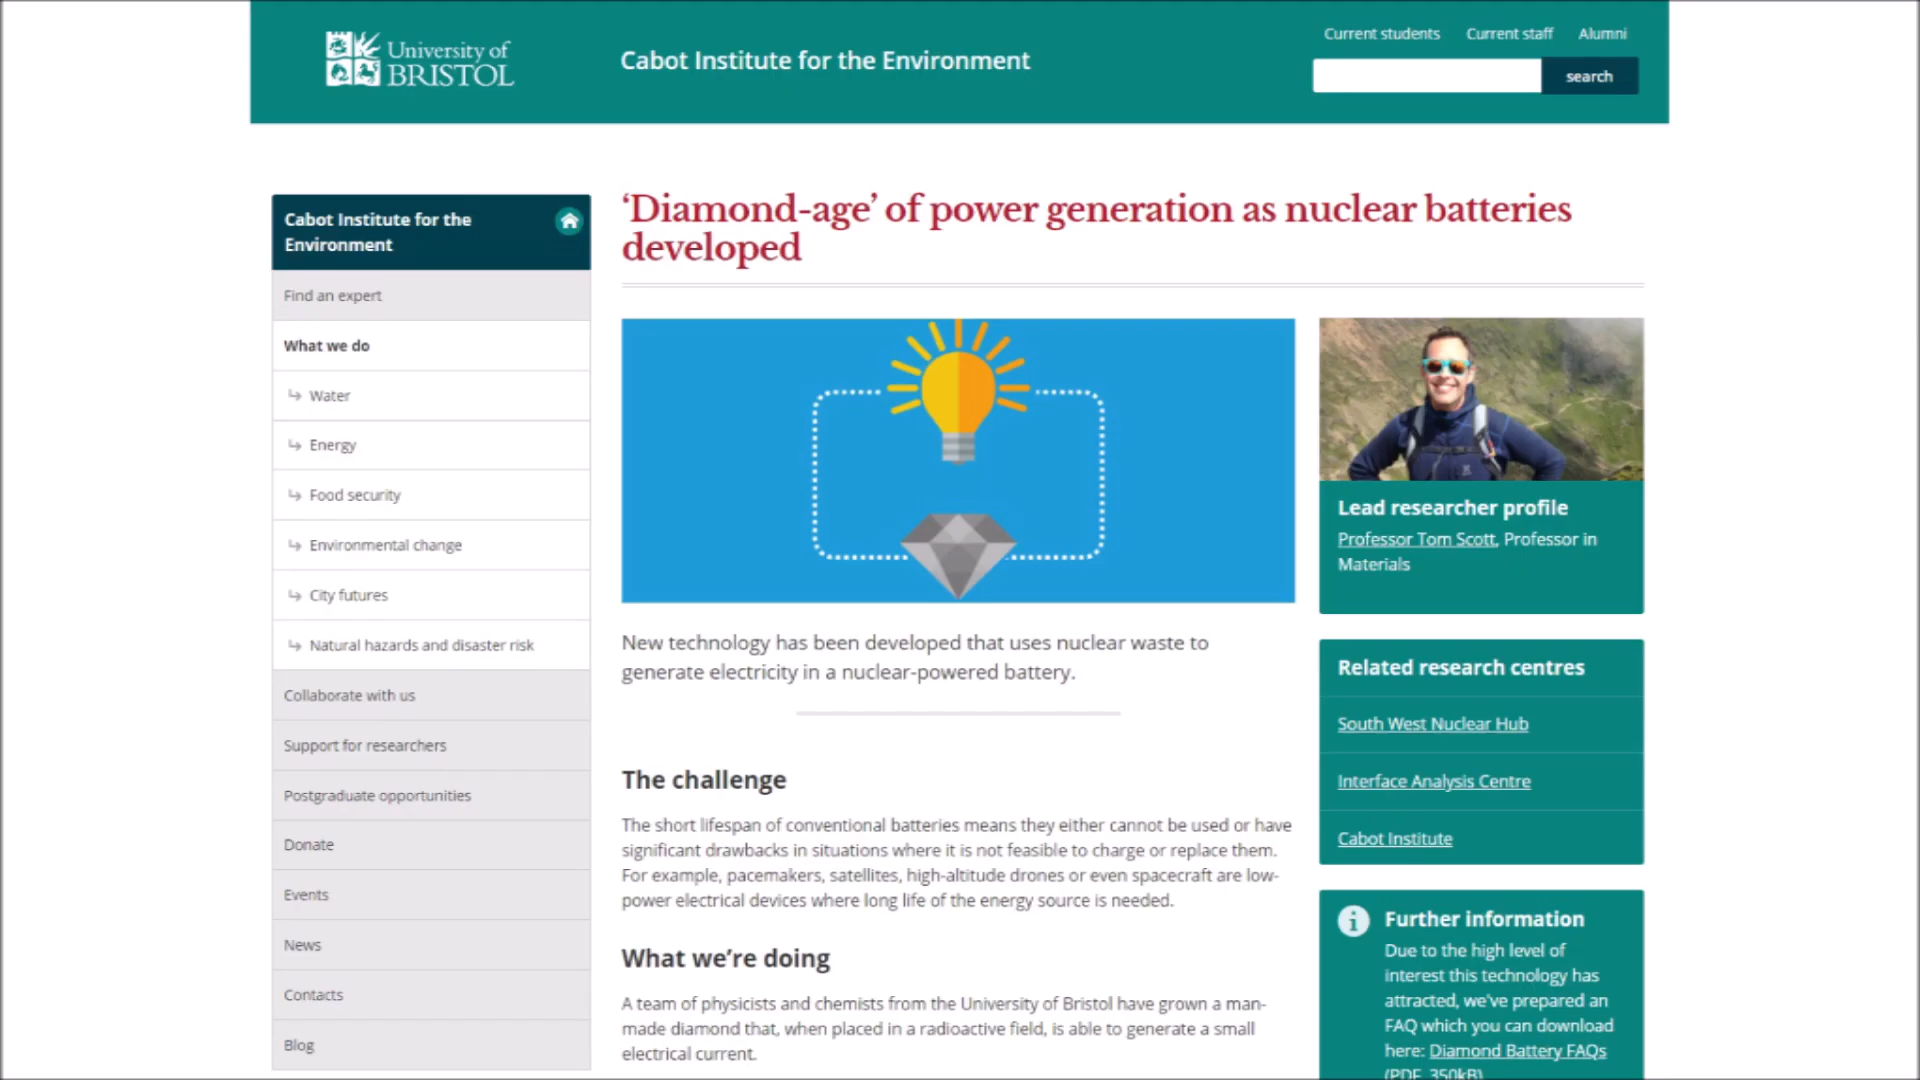 University of
BRISTOL
Cabot Institute for the Environment
Current students
Current staff
Alumni
search
Cabot Institute for the
Environment
Find an expert
What we do
Water
Energy
Food security
Environmental change
City futures
Natural hazards and disaster risk
Collaborate with us
Support for researchers
Postgraduate opportunities
Donate
Events
News
Contacts
Blog
‘Diamond-age’ of power generation as nuclear batteries
developed
New technology has been developed that uses nuclear waste to
generate electricity in a nuclear-powered battery.
The challenge
The short lifespan of conventional batteries means they either cannot be used or have
significant drawbacks in situations where it is not feasible to charge or replace them.
For example, pacemakers, satellites, high-altitude drones or even spacecraft are low-
power electrical devices where long life of the energy source is needed.
What we’re doing
A team of physicists and chemists from the University of Bristol have grown a man-
made diamond that, when placed in a radioactive field, is able to generate a small
electrical current.
Lead researcher profile
Professor Tom Scott, Professor in
Materials
Related research centres
South West Nuclear Hub
Interface Analysis Centre
Cabot Institute
Further information
Due to the high level of
interest this technology has
attracted, we've prepared an
FAQ which you can download
here: Diamond Battery FAQs
(PDF, 350kB)